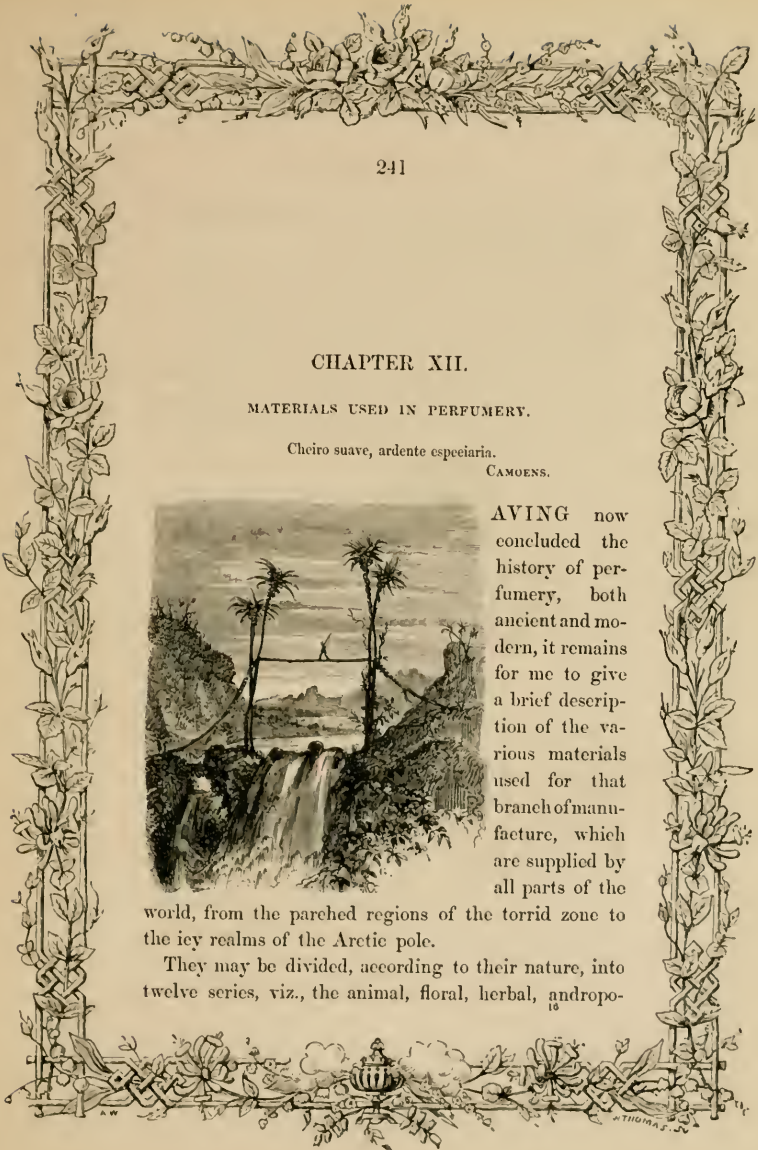 241
CHAPTER XII.
MATERIALS USED IN PERFUMERY.
Cheiro suave, ardente especiaria.
CAMOENS.
AVING now
concluded the
history of per-
fumery, both
ancient and mo-
dern, it remains
for me to give
a brief descrip-
tion of the va-
rious materials
used for that
branch of manu-
facture, which
are supplied by
all parts of the
world, from the parched regions of the torrid zone to
the icy realms of the Arctic pole.
They may be divided, according to their nature, into
twelve series, viz., the animal, floral, herbal, andropo-
16
A W
H THOMAS. Sc